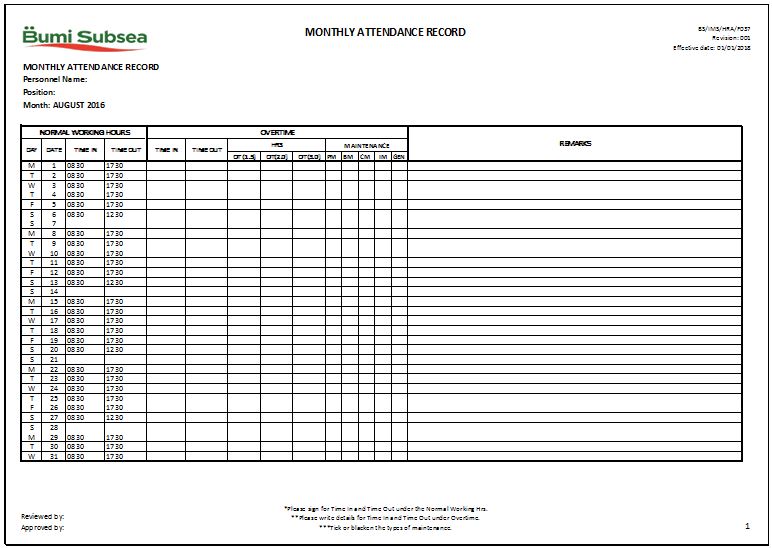 Bumi Subsea
MONTHLY ATTENDANCE RECORD
BS/IMS/HRA/F037
Revision: 001
Effective date: 01/01/2018
MONTHLY ATTENDANCE RECORD
Personnel Name:
Position:
Month: AUGUST 2016
NORMAL WORKING HOURS OVERTIME
HRS MAINTENANCE REMARKS
DAY DATE TIME IN TIME OUT TIME IN TIME OUT
OT (1.5) OT(2.0) OT(3.0) PM BM CM IM GEN
M 1 0830 1730
T 2 0830 1730
W 3 0830 1730
T 4 0830 1730
F 5 0830 1730
S 6 0830 1230
S 7
M 8 0830 1730
T 9 0830 1730
W 10 0830 1730
T 11 0830 1730
F 12 0830 1730
S 13 0830 1230
S 14
M 15 0830 1730
T 16 0830 1730
W 17 0830 1730
T 18 0830 1730
F 19 0830 1730
S 20 0830 1230
S 21
M 22 0830 1730
T 23 0830 1730
W 24 0830 1730
T 25 0830 1730
F 26 0830 1730
S 27 0830 1230
S 28
M 29 0830 1730
T 30 0830 1730
W 31 0830 1730
*Please sign for Time In and Time Out under the Normal Working Hrs.
Reviewed by:
**Please write details for Time In and Time Out under Overtime.
Approved by:
***Tick or blacken the types of maintenance.
1